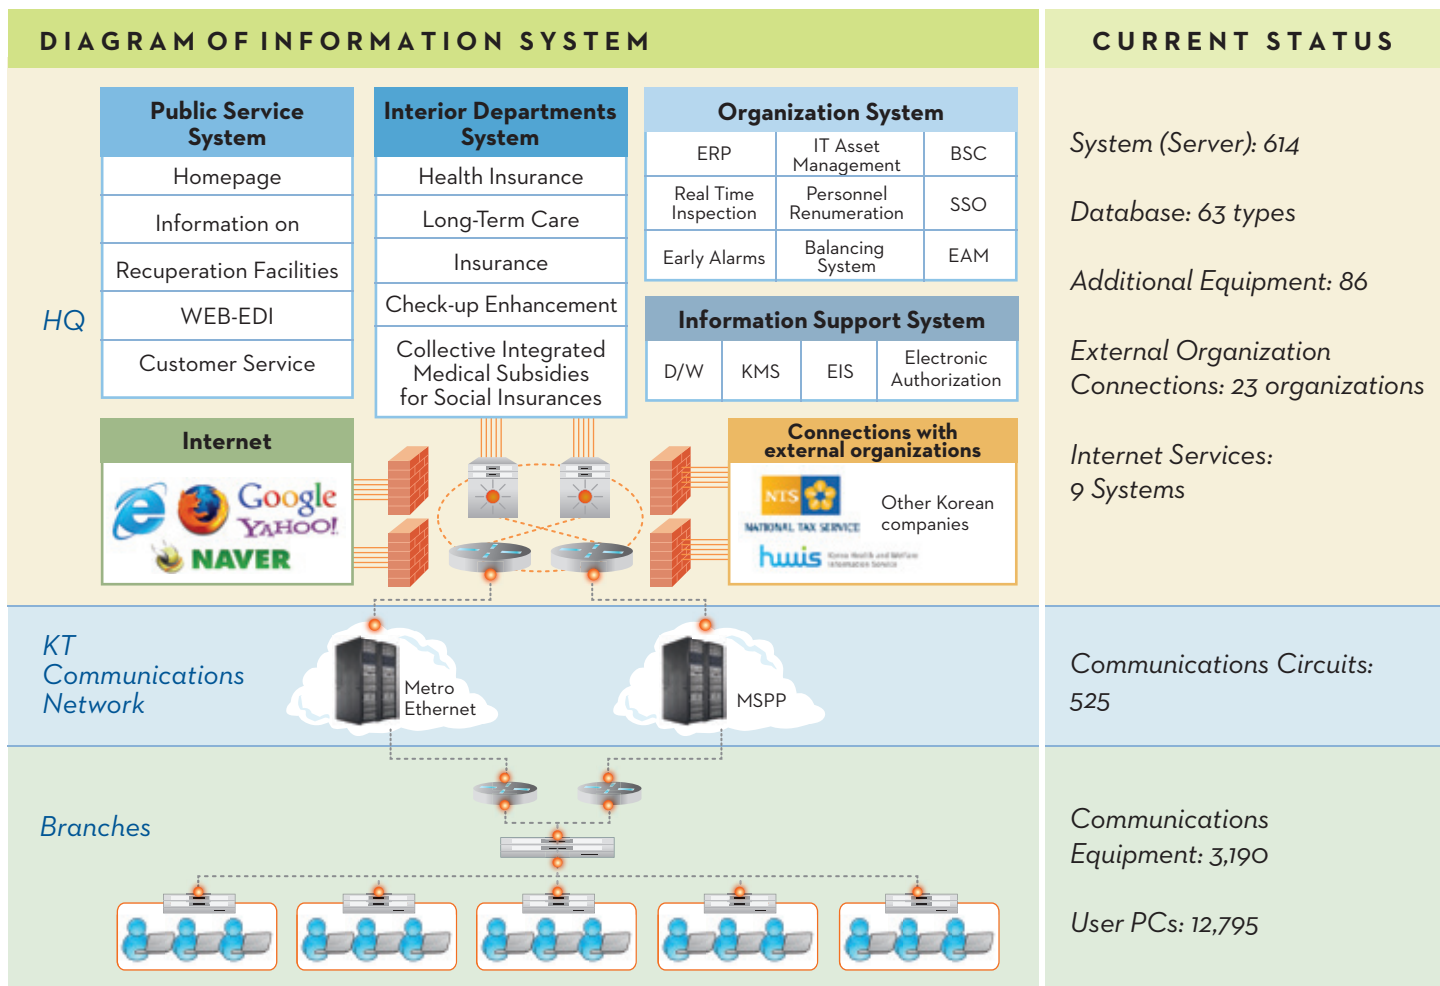 DIAGRAM OF INFORMATION SYSTEM
CURRENT STATUS
HQ
Public Service
System
Homepage
Information on
Recuperation Facilities
WEB-EDI
Customer Service
Interior Departments
System
Health Insurance
Long-Term Care
Insurance
Check-up Enhancement
Collective Integrated
Medical Subsidies
for Social Insurances
Organization System
ERP
IT Asset
Management
BSC
Real Time
Inspection
Personnel
Renumeration
SSO
Early Alarms
Balancing
System
EAM
Information Support System
D/W
KMS
EIS
Electronic
Authorization
Internet
Google
YAHOO!
NAVER
Connections with
external organizations
NTS
NATIONAL TAX SERVICE
hwis
Korea Health and Welfare
Information Service
Other Korean
companies
System (Server): 614
Database: 63 types
Additional Equipment: 86
External Organization
Connections: 23 organizations
Internet Services:
9 Systems
KT
Communications
Network
Metro
Ethernet
MSPP
Communications Circuits:
525
Branches
Communications
Equipment: 3,190
User PCs: 12,795